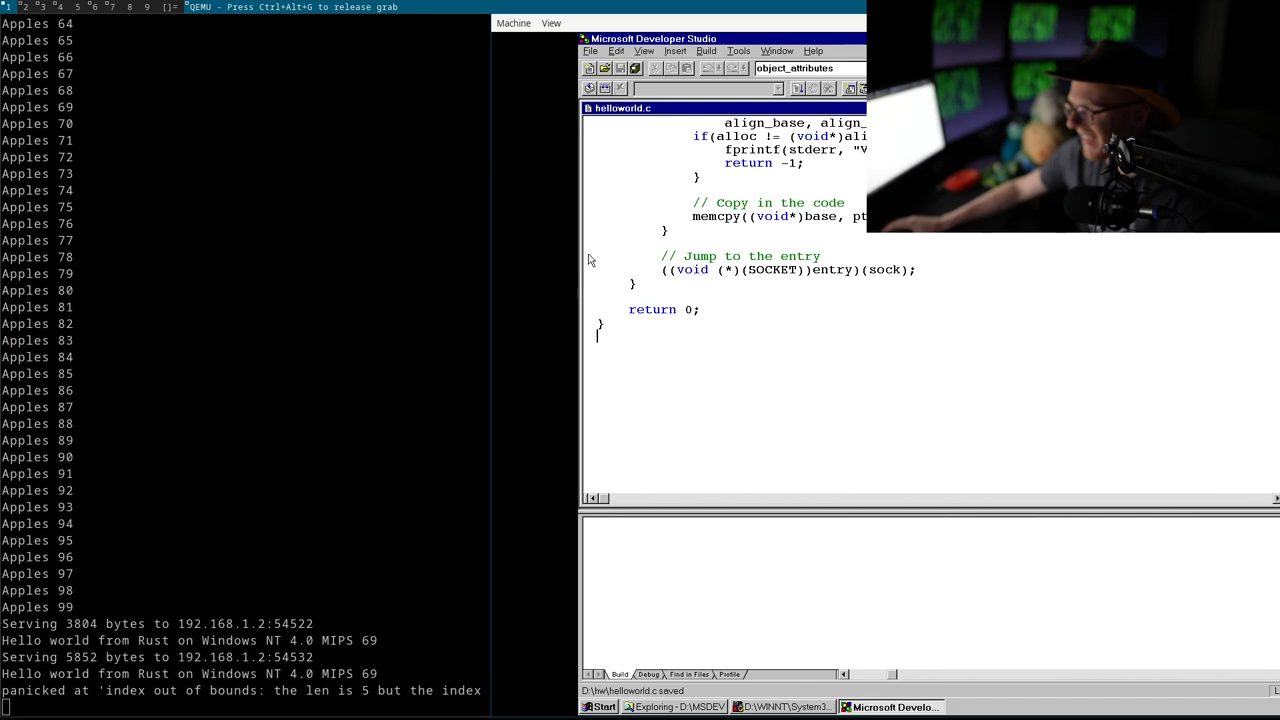 1 2 3 4 5 6 7 8 9 []= QEMU - Press Ctrl+Alt+G to release grab
Apples 64
Apples 65
Apples 66
Apples 67
Apples 68
Apples 69
Apples 70
Apples 71
Apples 72
Apples 73
Apples 74
Apples 75
Apples 76
Apples 77
Apples 78
Apples 79
Apples 80
Apples 81
Apples 82
Apples 83
Apples 84
Apples 85
Apples 86
Apples 87
Apples 88
Apples 89
Apples 90
Apples 91
Apples 92
Apples 93
Apples 94
Apples 95
Apples 96
Apples 97
Apples 98
Apples 99
Serving 3804 bytes to 192.168.1.2:54522
Hello world from Rust on Windows NT 4.0 MIPS 69
Serving 5852 bytes to 192.168.1.2:54532
Hello world from Rust on Windows NT 4.0 MIPS 69
panicked at 'index out of bounds: the len is 5 but the index
Machine View
Microsoft Developer Studio
File Edit View Insert Build Tools Window Help
object_attributes
helloworld.c
align_base, align_
if(alloc != (void*)ali
fprintf(stderr, "V
return -1;
}
// Copy in the code
memcpy((void*)base, pt
}
// Jump to the entry
((void (*)(SOCKET))entry)(sock);
}
return 0;
}
Build Debug Find in Files Profile
D:\hw\helloworld.c saved
Start Exploring - D:\MSDEV D:\WINNT\System3... Microsoft Develo...